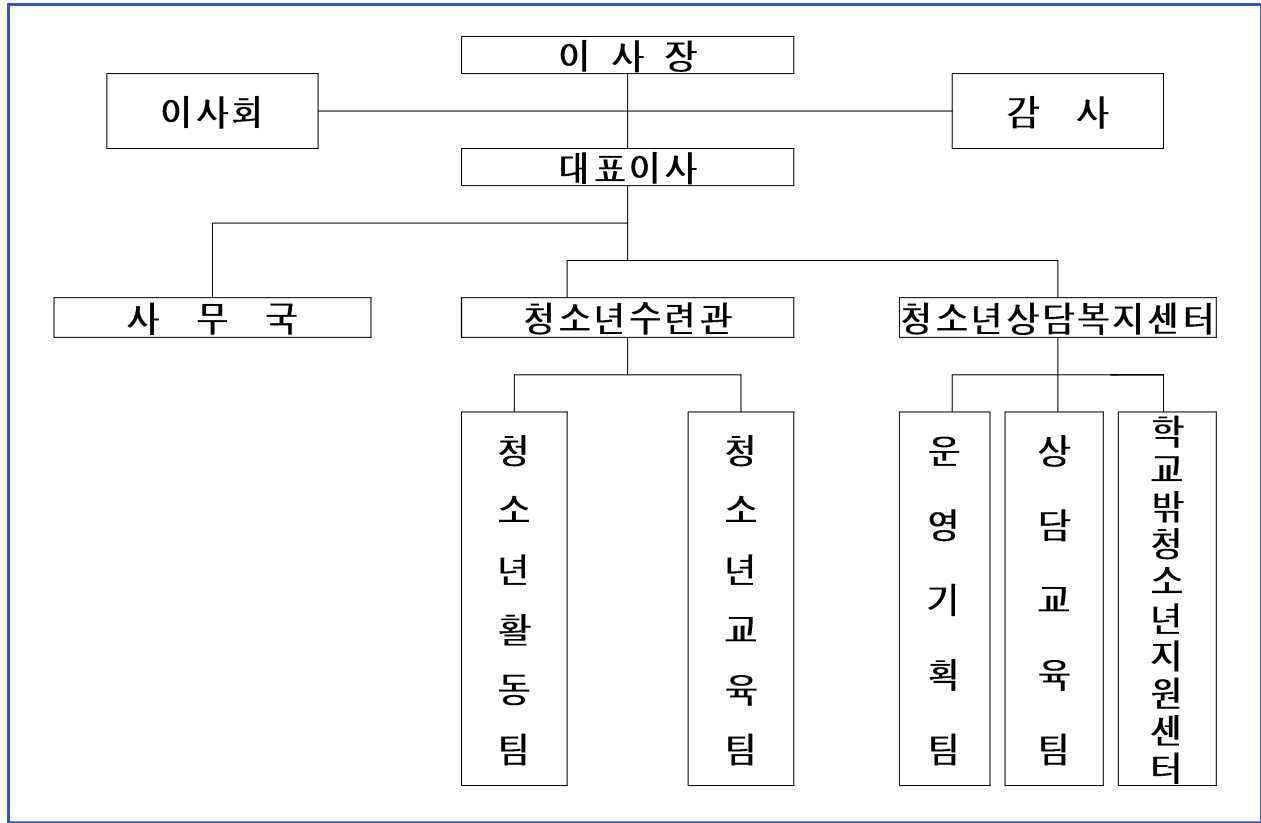 이 사 장
이사회
감 사
대표이사
사 무 국
청소년수련관
청소년상담복지센터
청소년활동팀
청소년교육팀
운영기획팀
상담교육팀
학교밖청소년지원센터